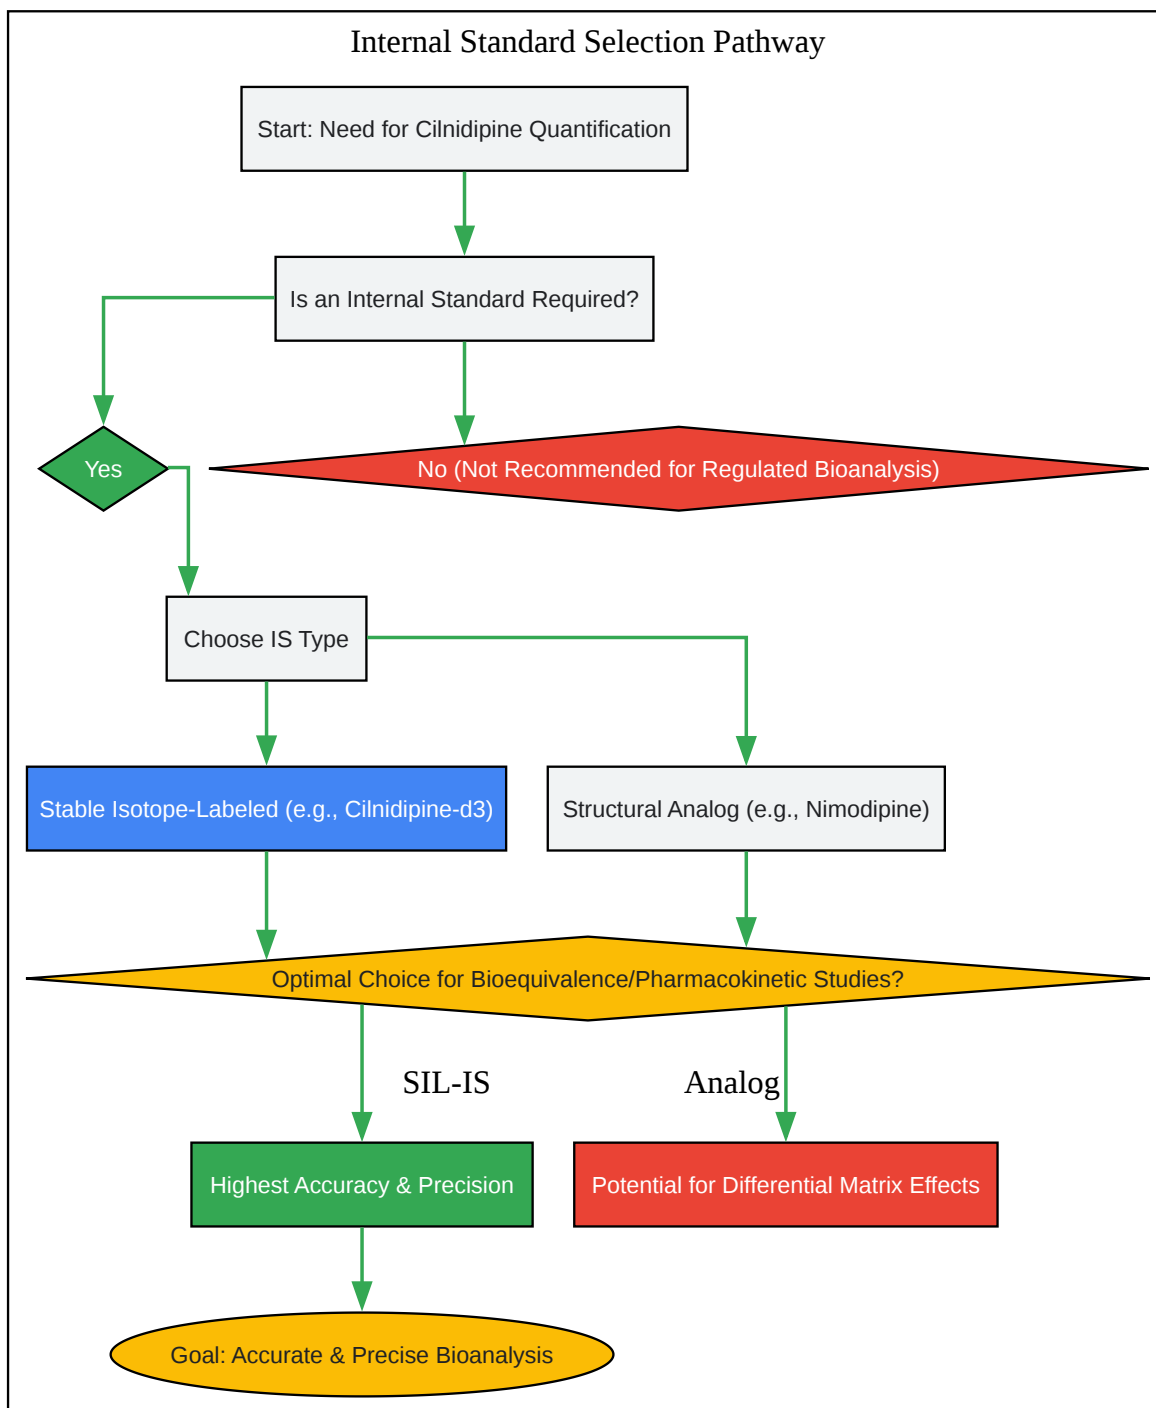 Internal Standard Selection Pathway
Start: Need for Cilnidipine Quantification
Is an Internal Standard Required?
Yes
No (Not Recommended for Regulated Bioanalysis)
Choose IS Type
Stable Isotope-Labeled (e.g., Cilnidipine-d3)
Structural Analog (e.g., Nimodipine)
Optimal Choice for Bioequivalence/Pharmacokinetic Studies?
SIL-IS
Analog
Highest Accuracy & Precision
Potential for Differential Matrix Effects
Goal: Accurate & Precise Bioanalysis